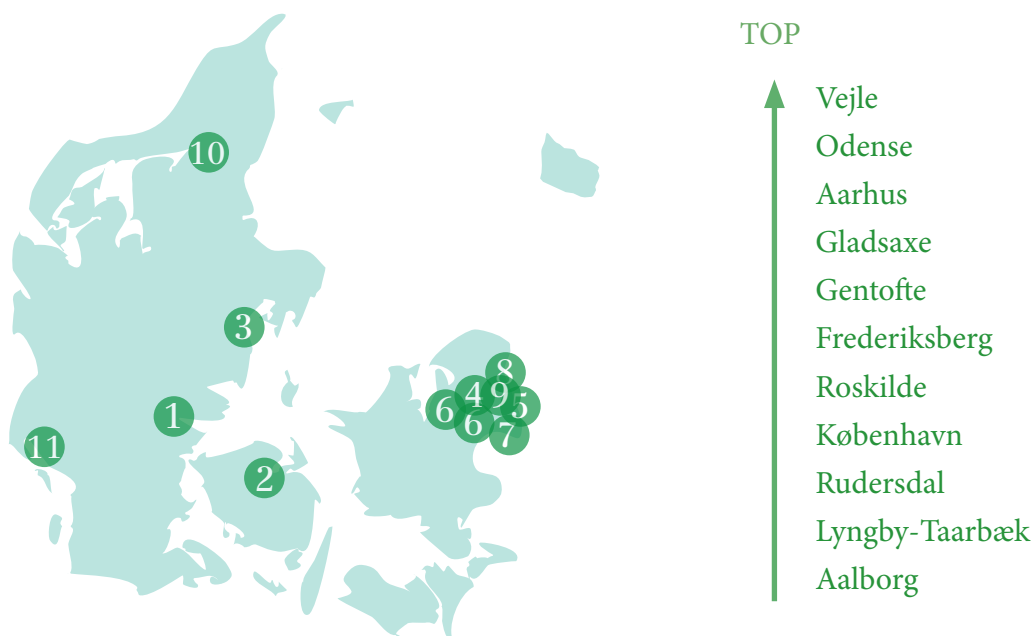 TOP
Vejle
Odense
Aarhus
Gladsaxe
Gentofte
Frederiksberg
Roskilde
København
Rudersdal
Lyngby-Taarbæk
Aalborg
10
3
8
4
9
5
6
6
7
1
11
2